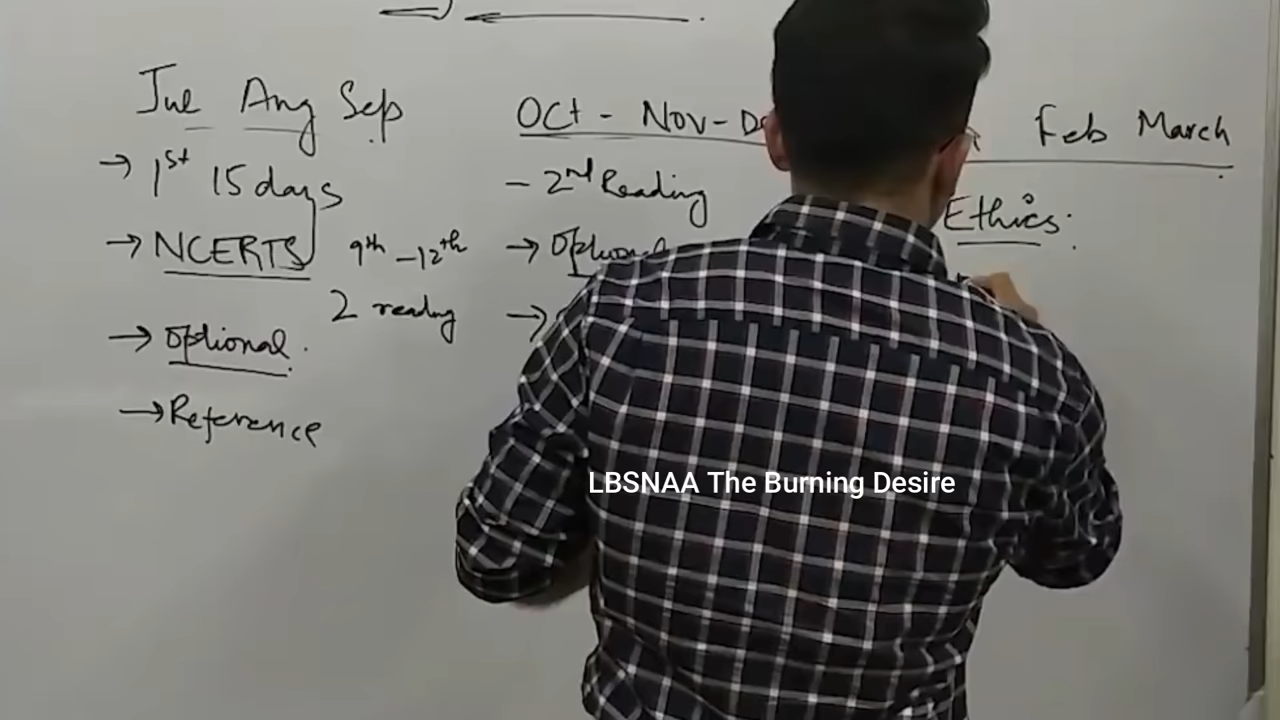 Jul Aug Sep
→ 1st 15 days
→ NCERTS 9th - 12th
2 reading
→ Optional.
→ Reference
Oct - Nov - De
- 2nd Reading
→ Optional
→
Feb March
Ethics.
LBSNAA The Burning Desire